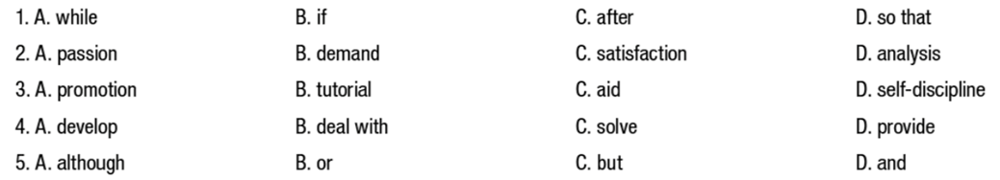 1. A. while B. if C. after D. so that
2. A. passion B. demand C. satisfaction D. analysis
3. A. promotion B. tutorial C. aid D. self-discipline
4. A. develop B. deal with C. solve D. provide
5. A. although B. or C. but D. and